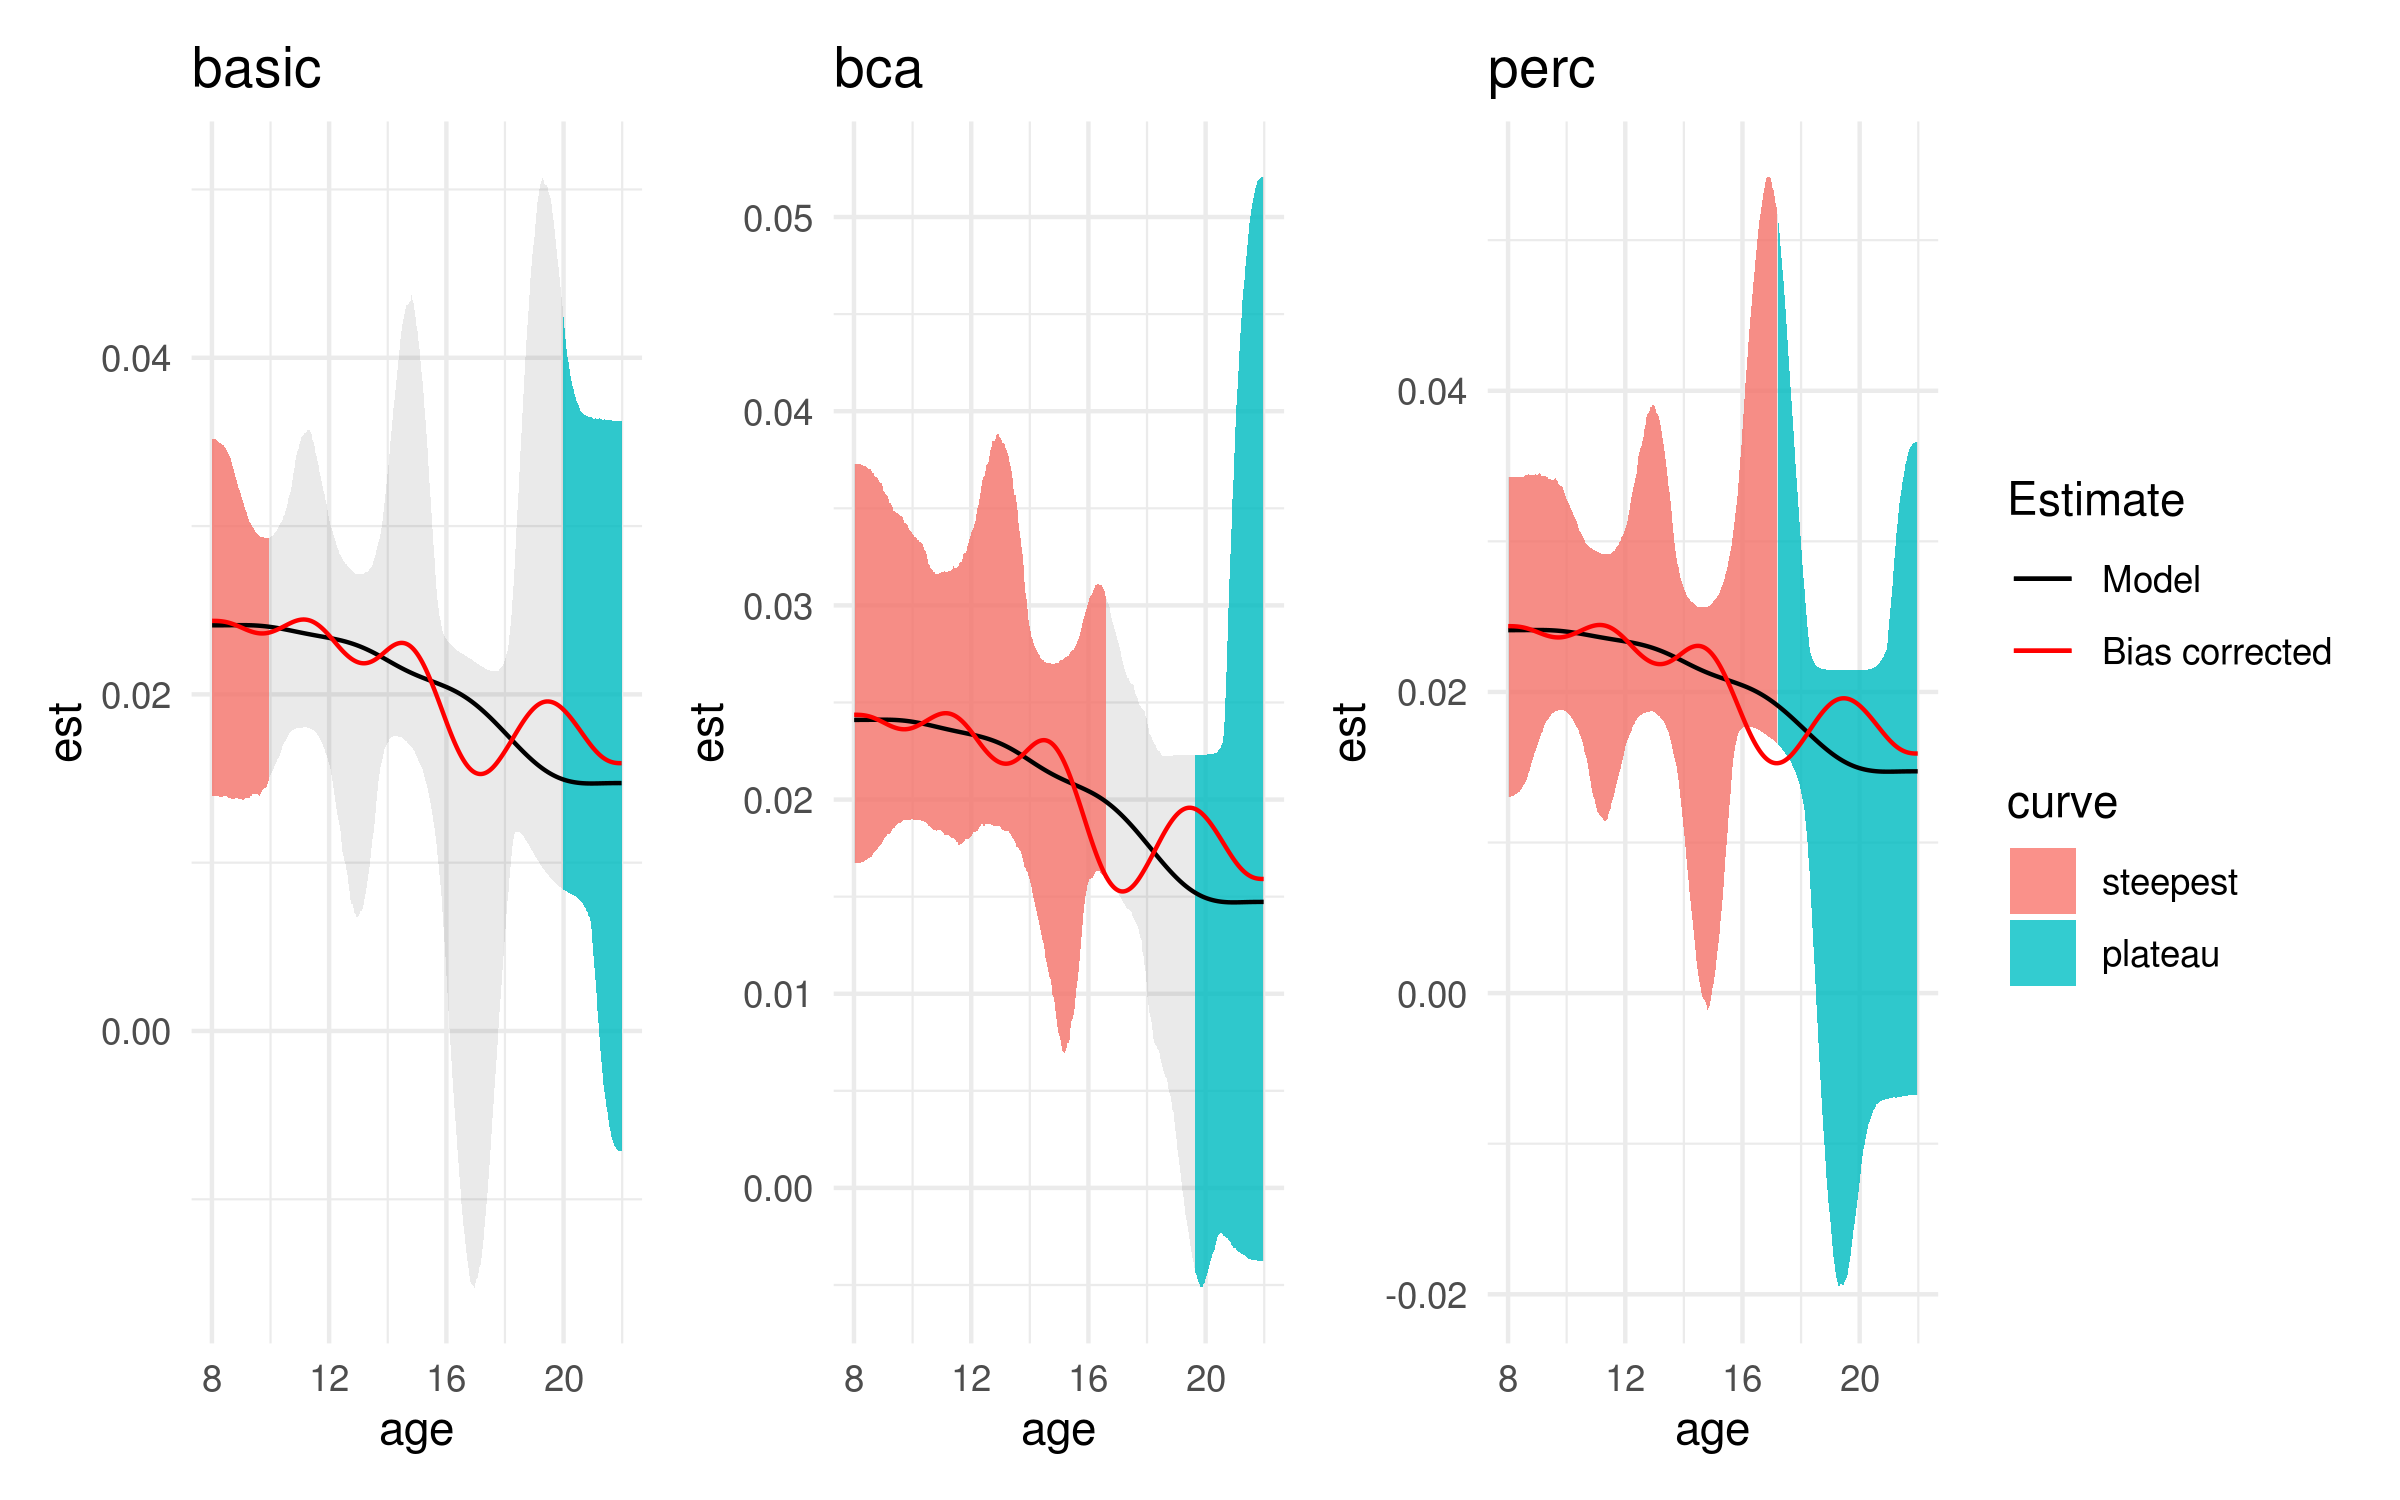 basic
bca
perc
0.04
0.02
0.00
est
8 12 16 20
age
0.05
0.04
0.03
0.02
0.01
0.00
est
8 12 16 20
age
0.04
0.02
0.00
-0.02
est
8 12 16 20
age
Estimate
Model
Bias corrected
curve
steepest
plateau